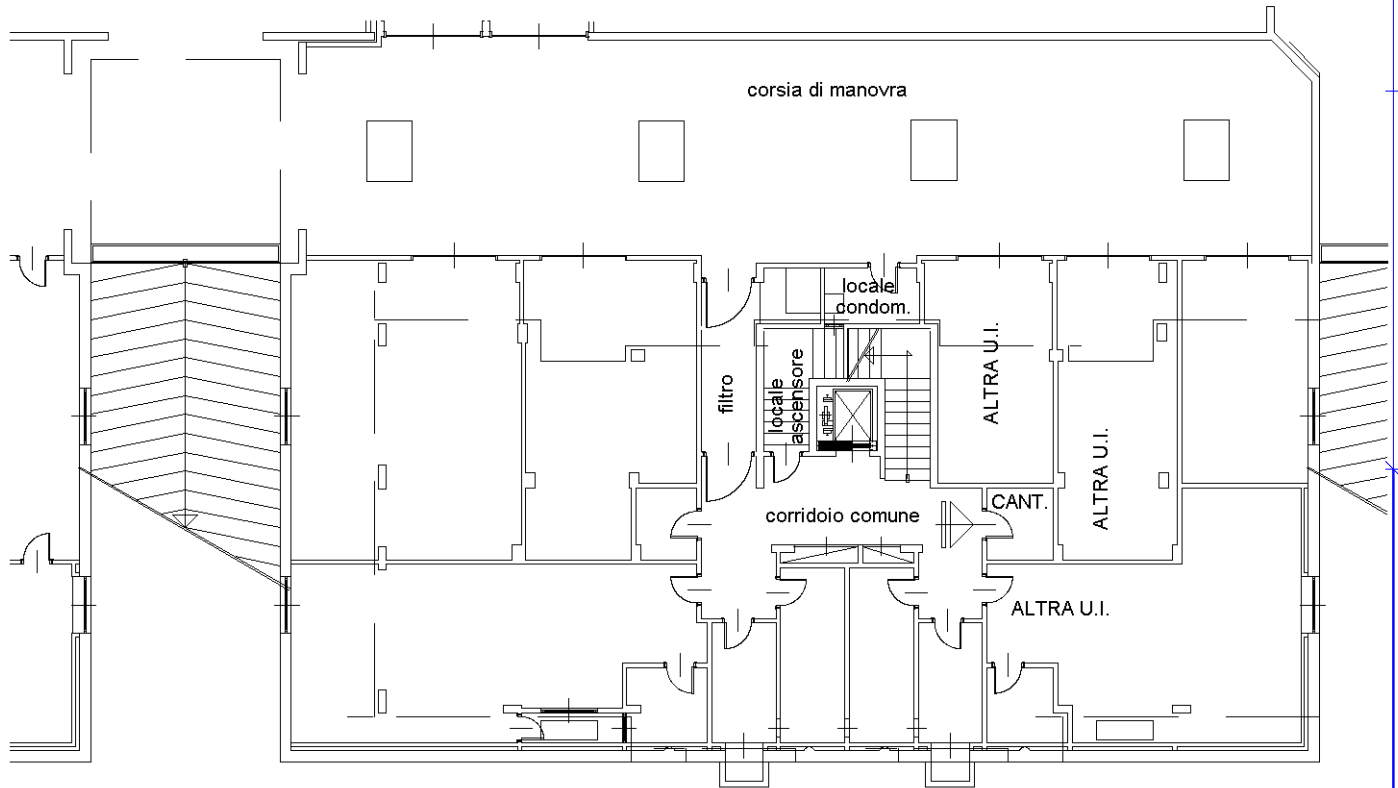 corsia di manovra
locale
condom.
filtro
locale
ascensore
ALTRA U.I.
ALTRA U.I.
CANT.
corridoio comune
ALTRA U.I.